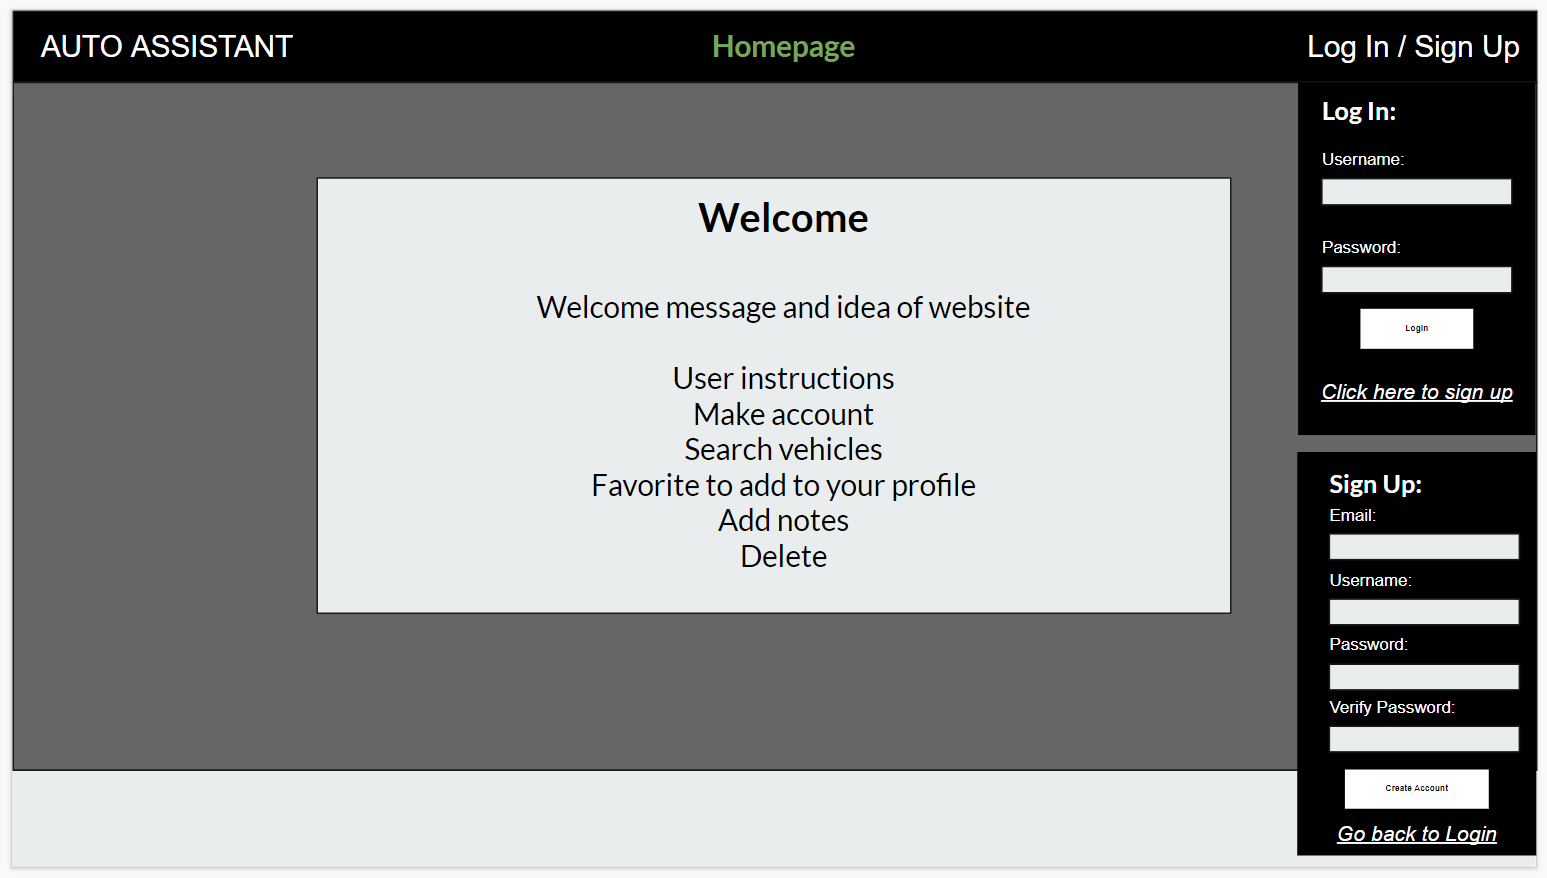 AUTO ASSISTANT
Homepage
Log In / Sign Up
Welcome
Welcome message and idea of website
User instructions
Make account
Search vehicles
Favorite to add to your profile
Add notes
Delete
Log In:
Username:
Password:
Login
Click here to sign up
Sign Up:
Email:
Username:
Password:
Verify Password:
Create Account
Go back to Login